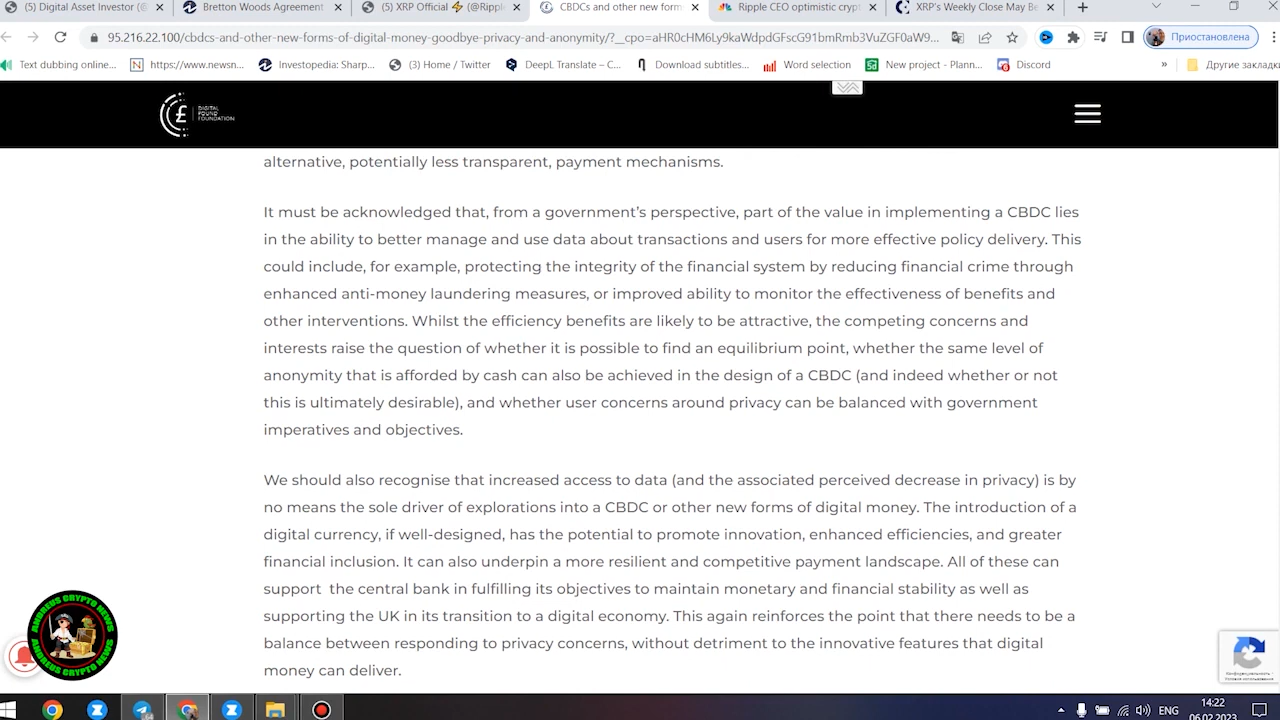 (5) Digital Asset Investor (@
Bretton Woods Agreement
(5) XRP Official ⚡ (@Ripple
CBDCs and other new form
Ripple CEO optimistic crypt
XRP's Weekly Close May Be
95.216.22.100/cbdcs-and-other-new-forms-of-digital-money-goodbye-privacy-and-anonymity/?__cpo=aHR0cHM6Ly9kaWdpdGFscG91bmRmb3VuZGF0aW9...
Приостановлена
Text dubbing online...
https://www.newsn...
Investopedia: Sharp...
(3) Home / Twitter
DeepL Translate – C...
Download subtitles...
Word selection
New project - Plann...
Discord
»
Другие закладки
DIGITAL
POUND
FOUNDATION
alternative, potentially less transparent, payment mechanisms.
It must be acknowledged that, from a government’s perspective, part of the value in implementing a CBDC lies
in the ability to better manage and use data about transactions and users for more effective policy delivery. This
could include, for example, protecting the integrity of the financial system by reducing financial crime through
enhanced anti-money laundering measures, or improved ability to monitor the effectiveness of benefits and
other interventions. Whilst the efficiency benefits are likely to be attractive, the competing concerns and
interests raise the question of whether it is possible to find an equilibrium point, whether the same level of
anonymity that is afforded by cash can also be achieved in the design of a CBDC (and indeed whether or not
this is ultimately desirable), and whether user concerns around privacy can be balanced with government
imperatives and objectives.
We should also recognise that increased access to data (and the associated perceived decrease in privacy) is by
no means the sole driver of explorations into a CBDC or other new forms of digital money. The introduction of a
digital currency, if well-designed, has the potential to promote innovation, enhanced efficiencies, and greater
financial inclusion. It can also underpin a more resilient and competitive payment landscape. All of these can
support the central bank in fulfilling its objectives to maintain monetary and financial stability as well as
supporting the UK in its transition to a digital economy. This again reinforces the point that there needs to be a
balance between responding to privacy concerns, without detriment to the innovative features that digital
money can deliver.
ANDREUS CRYPTO NEWS
ANDREUS CRYPTO NEWS
Конфиденциальность -
Условия использования
ENG
14:22
06.02.2023